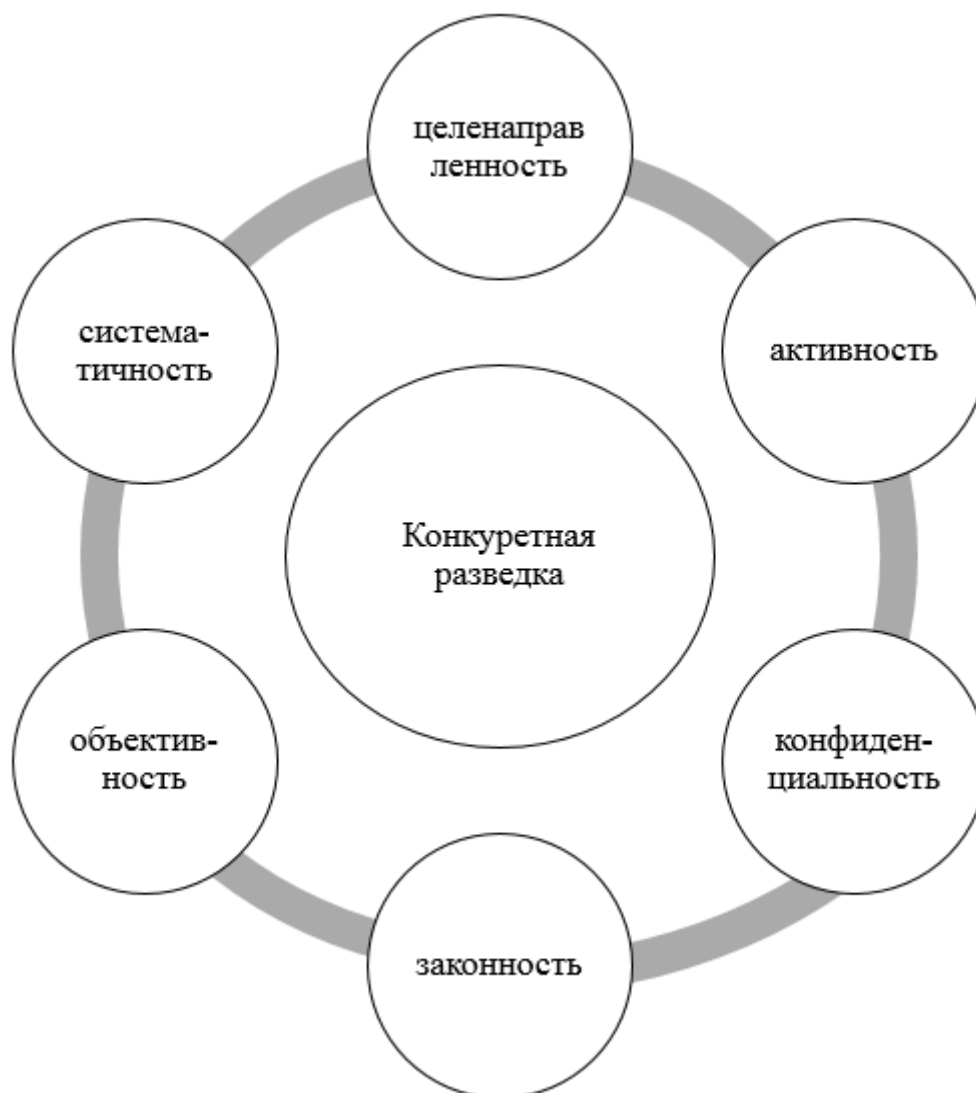 целенаправ
ленность
система-
тичность
активность
Конкуретная
разведка
объектив-
ность
конфиден-
циальность
законность